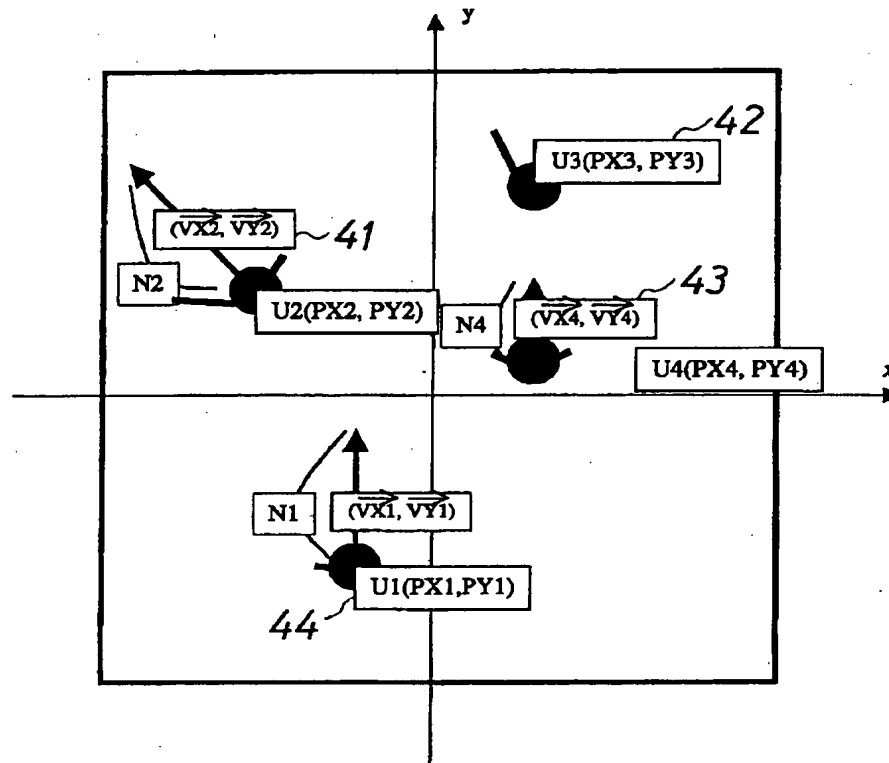 y
42
U3(PX3, PY3)
(VX2, VY2)
41
N2
43
U2(PX2, PY2)
N4
(VX4, VY4)
U4(PX4, PY4)
x
N1
(VX1, VY1)
U1(PX1,PY1)
44